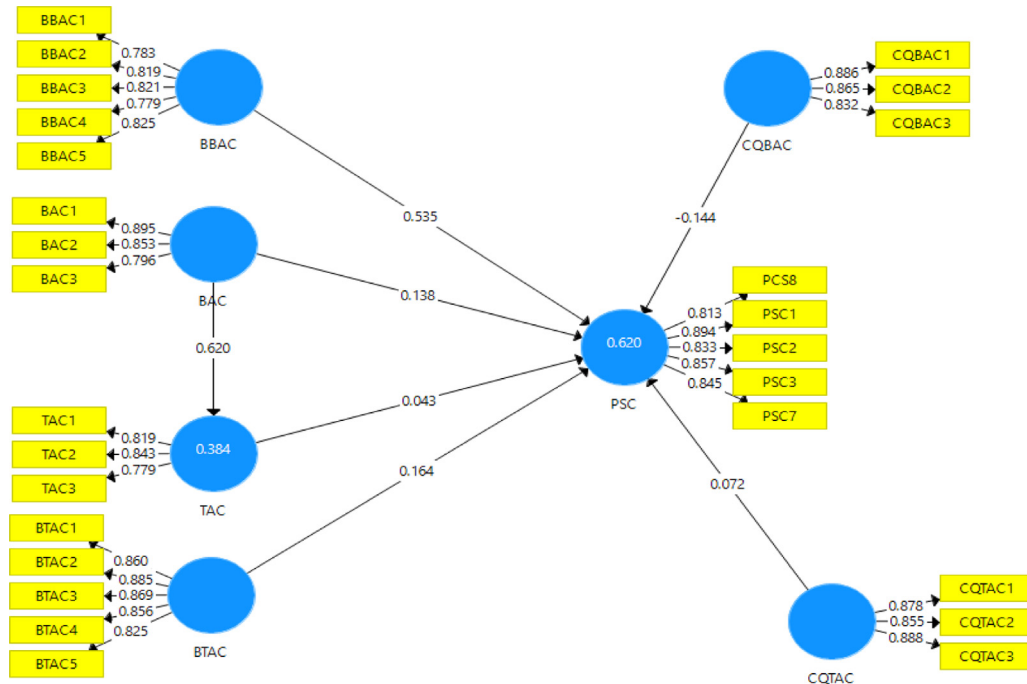 BBAC1
BBAC2
BBAC3
BBAC4
BBAC5
0.783
0.819
0.821
0.779
0.825
BBAC
CQBAC1
CQBAC2
CQBAC3
0.886
0.865
0.832
CQBAC
0.535
-0.144
BAC1
BAC2
BAC3
0.895
0.853
0.796
BAC
0.138
0.620
PCS8
PSC1
PSC2
PSC3
PSC7
0.813
0.894
0.833
0.857
0.845
0.620
PSC
TAC1
TAC2
TAC3
0.819
0.843
0.779
0.384
TAC
0.043
0.164
0.072
BTAC1
BTAC2
BTAC3
BTAC4
BTAC5
0.860
0.885
0.869
0.856
0.825
BTAC
CQTAC1
CQTAC2
CQTAC3
0.878
0.855
0.888
CQTAC